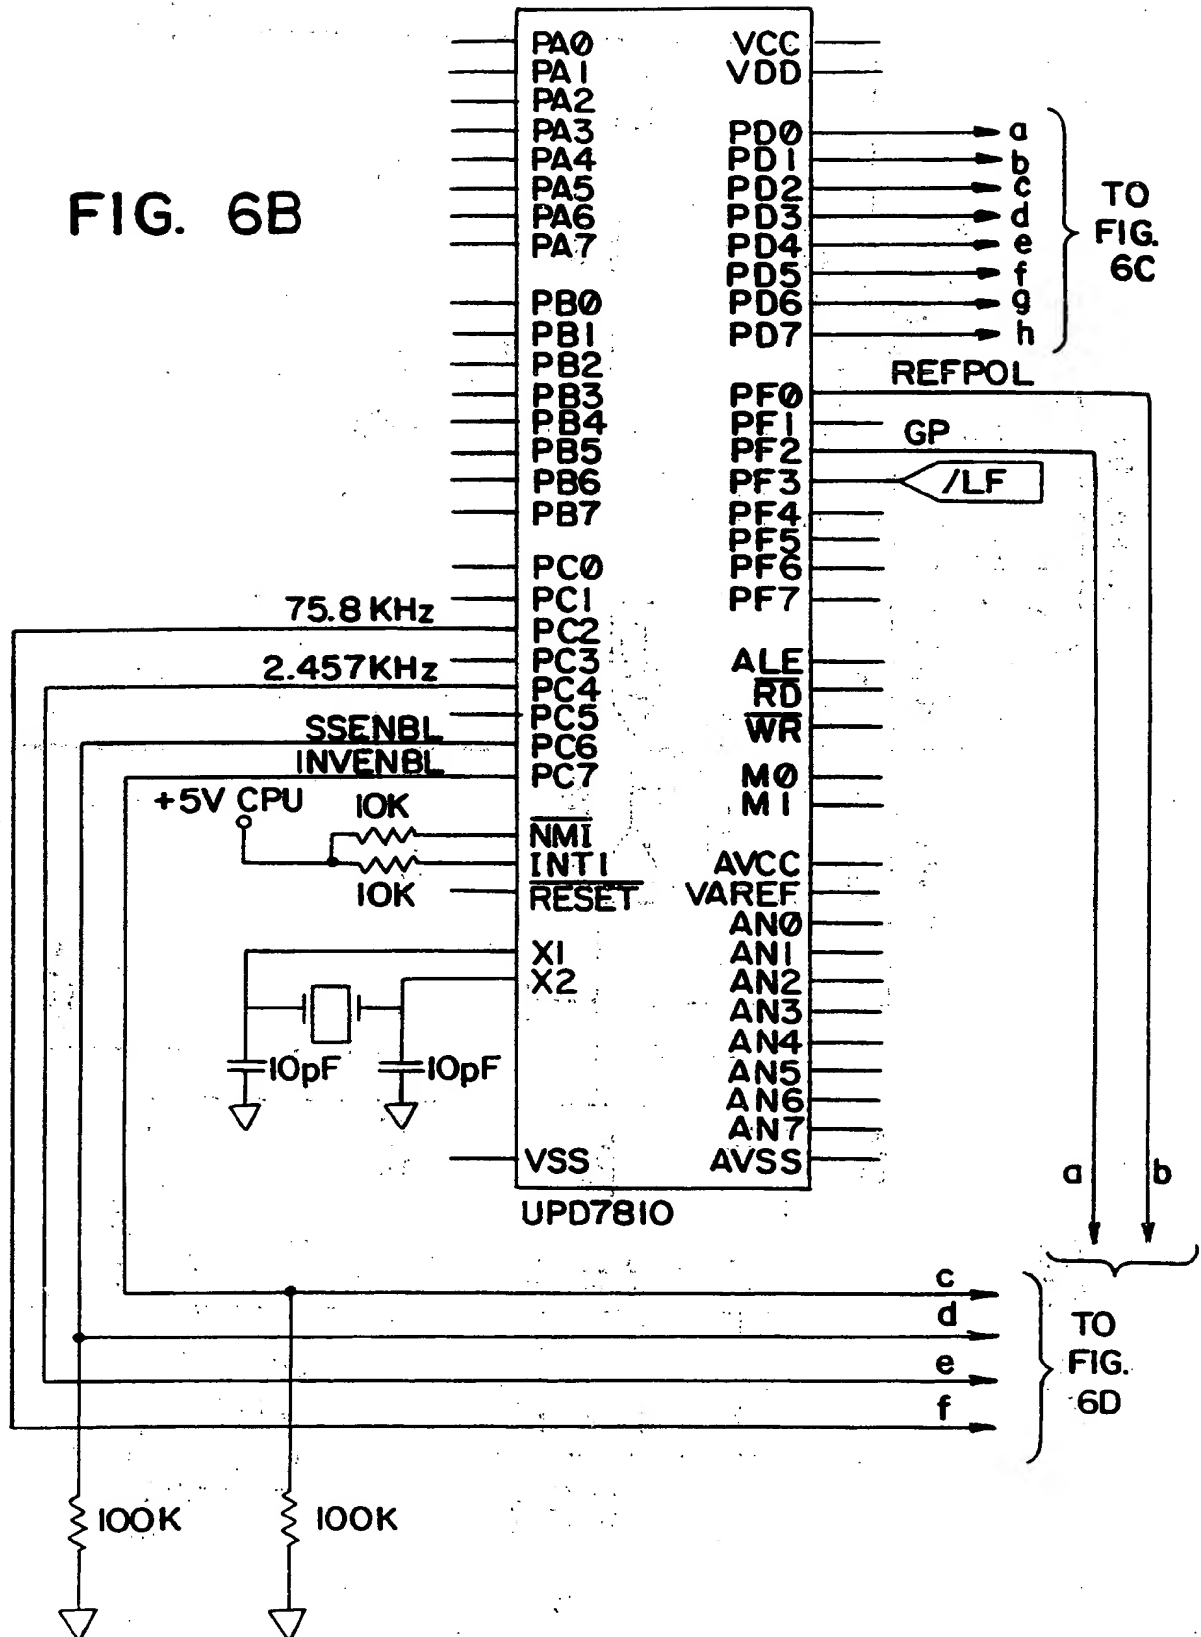 FIG. 6B
PA0
PA1
PA2
PA3
PA4
PA5
PA6
PA7
PB0
PB1
PB2
PB3
PB4
PB5
PB6
PB7
PC0
PC1
75.8 KHz
PC2
PC3
2.457KHz
PC4
PC5
SSENBL
PC6
INVENBL
PC7
+5V CPU
10K
NMI
INT1
10K
RESET
X1
X2
10pF
10pF
VSS
VCC
VDD
PD0
a
PD1
b
PD2
c
PD3
d
PD4
e
PD5
f
PD6
g
PD7
h
TO
FIG.
6C
REFPOL
PF0
PF1
GP
PF2
PF3
/LF
PF4
PF5
PF6
PF7
ALE
RD
WR
M0
M1
AVCC
VAREF
AN0
AN1
AN2
AN3
AN4
AN5
AN6
AN7
AVSS
UPD7810
a
b
c
d
e
f
TO
FIG.
6D
100K
100K